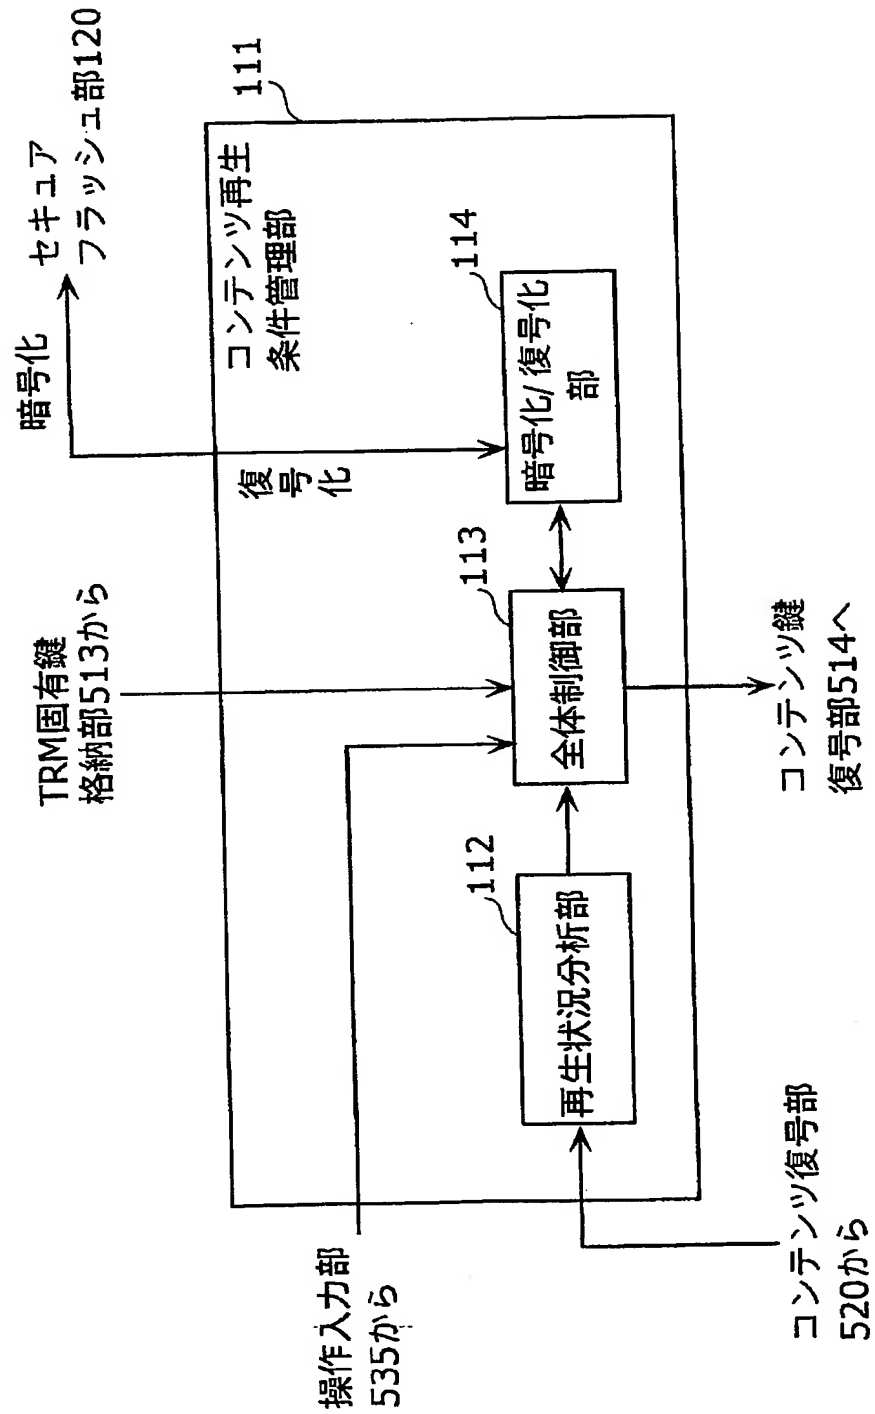 暗号化
セキュア
フラッシュ部120
TRM固有鍵
格納部513から
操作入力部
535から
111
コンテンツ再生
条件管理部
復
号
化
112
再生状況分析部
113
全体制御部
114
暗号化/復号化
部
コンテンツ復号部
520から
コンテンツ鍵
復号部514へ